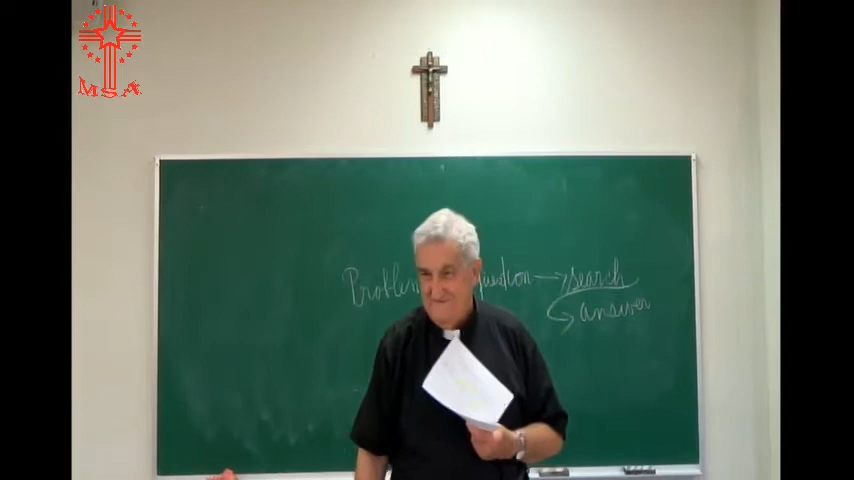 MSA
Problem question → search
answer